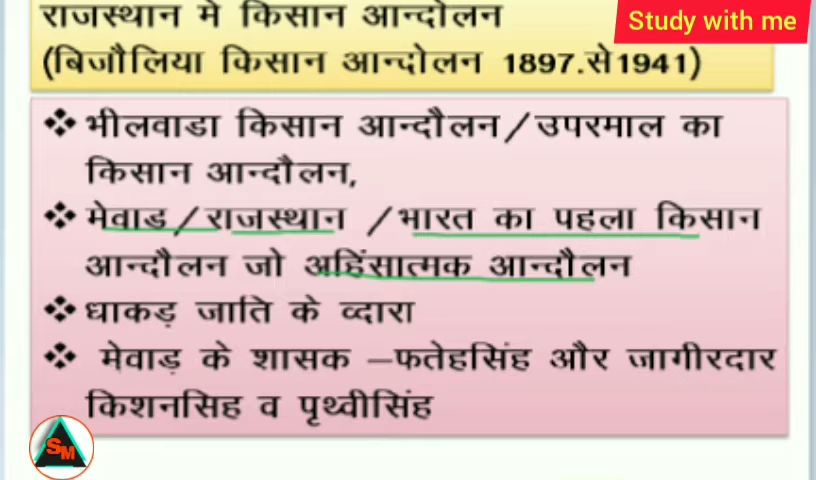 राजस्थान मे किसान आन्दोलन
Study with me
(बिजौलिया किसान आन्दोलन 1897.से1941)
❖ भीलवाडा किसान आन्दौलन/उपरमाल का
किसान आन्दौलन,
❖ मेवाड/राजस्थान /भारत का पहला किसान
आन्दौलन जो अहिंसात्मक आन्दौलन
❖ धाकड़ जाति के व्दारा
❖ मेवाड़ के शासक –फतेहसिंह और जागीरदार
किशनसिह व पृथ्वीसिंह
SM